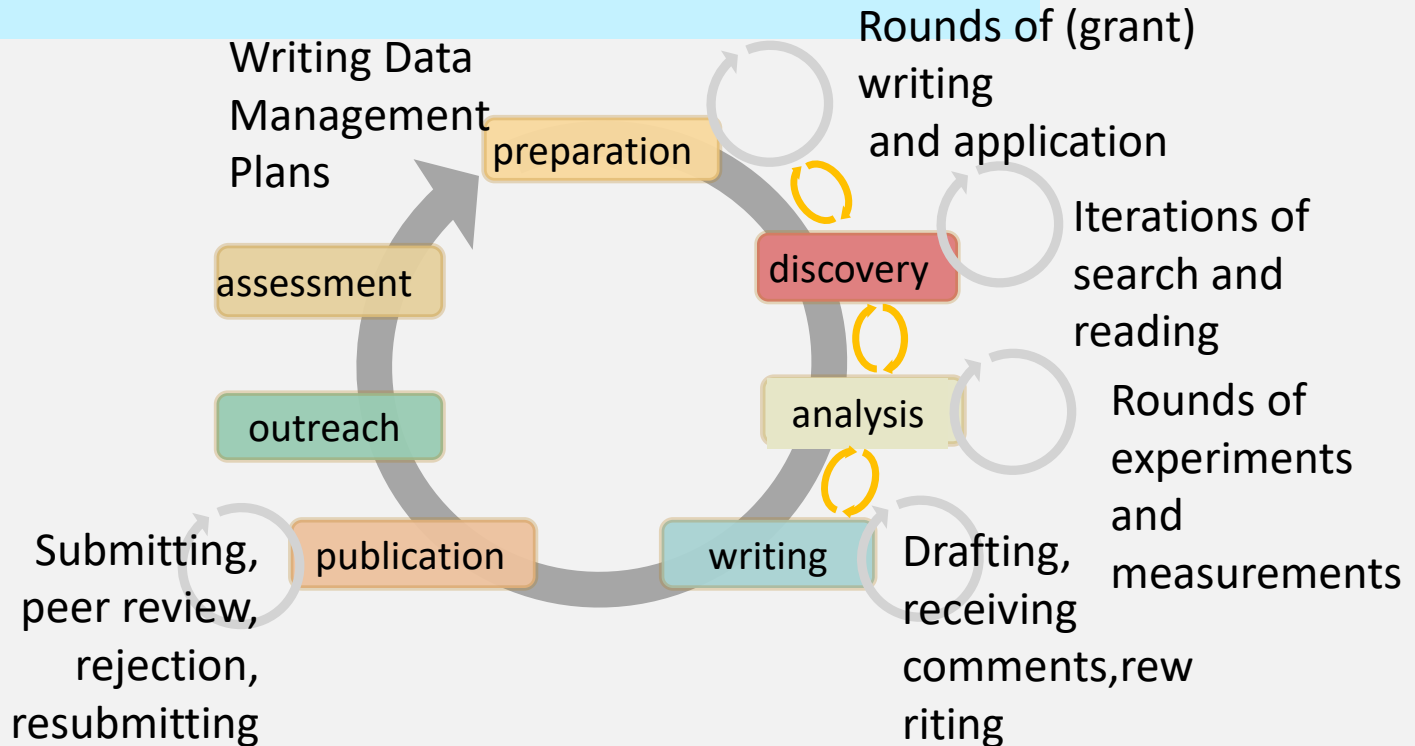 Rounds of (grant)
writing
and application
Writing Data
Management
Plans
preparation
Iterations of
search and
reading
discovery
assessment
analysis
Rounds of
experiments
and
measurements
outreach
writing
Drafting,
receiving
comments,rew
riting
publication
Submitting,
peer review,
rejection,
resubmitting